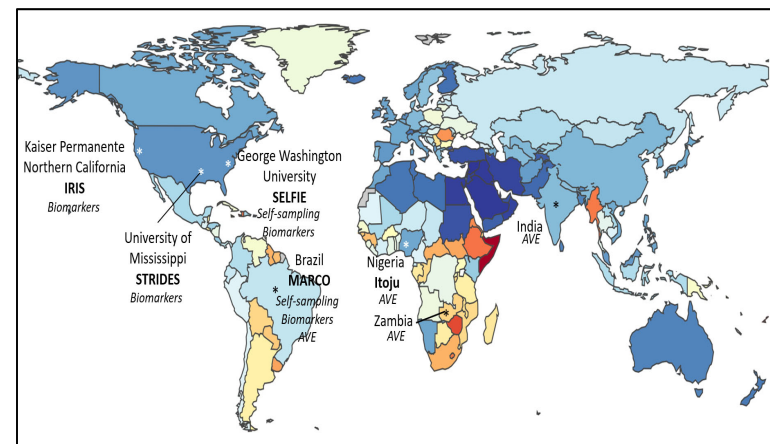 Kaiser Permanente
Northern California
IRIS
Biomarkers
University of
Mississippi
STRIDES
Biomarkers
George Washington
University
SELFIE
Self-sampling
Biomarkers
Brazil
MARCO
Self-sampling
Biomarkers
AVE
Nigeria
Itoju
AVE
Zambia
AVE
India
AVE